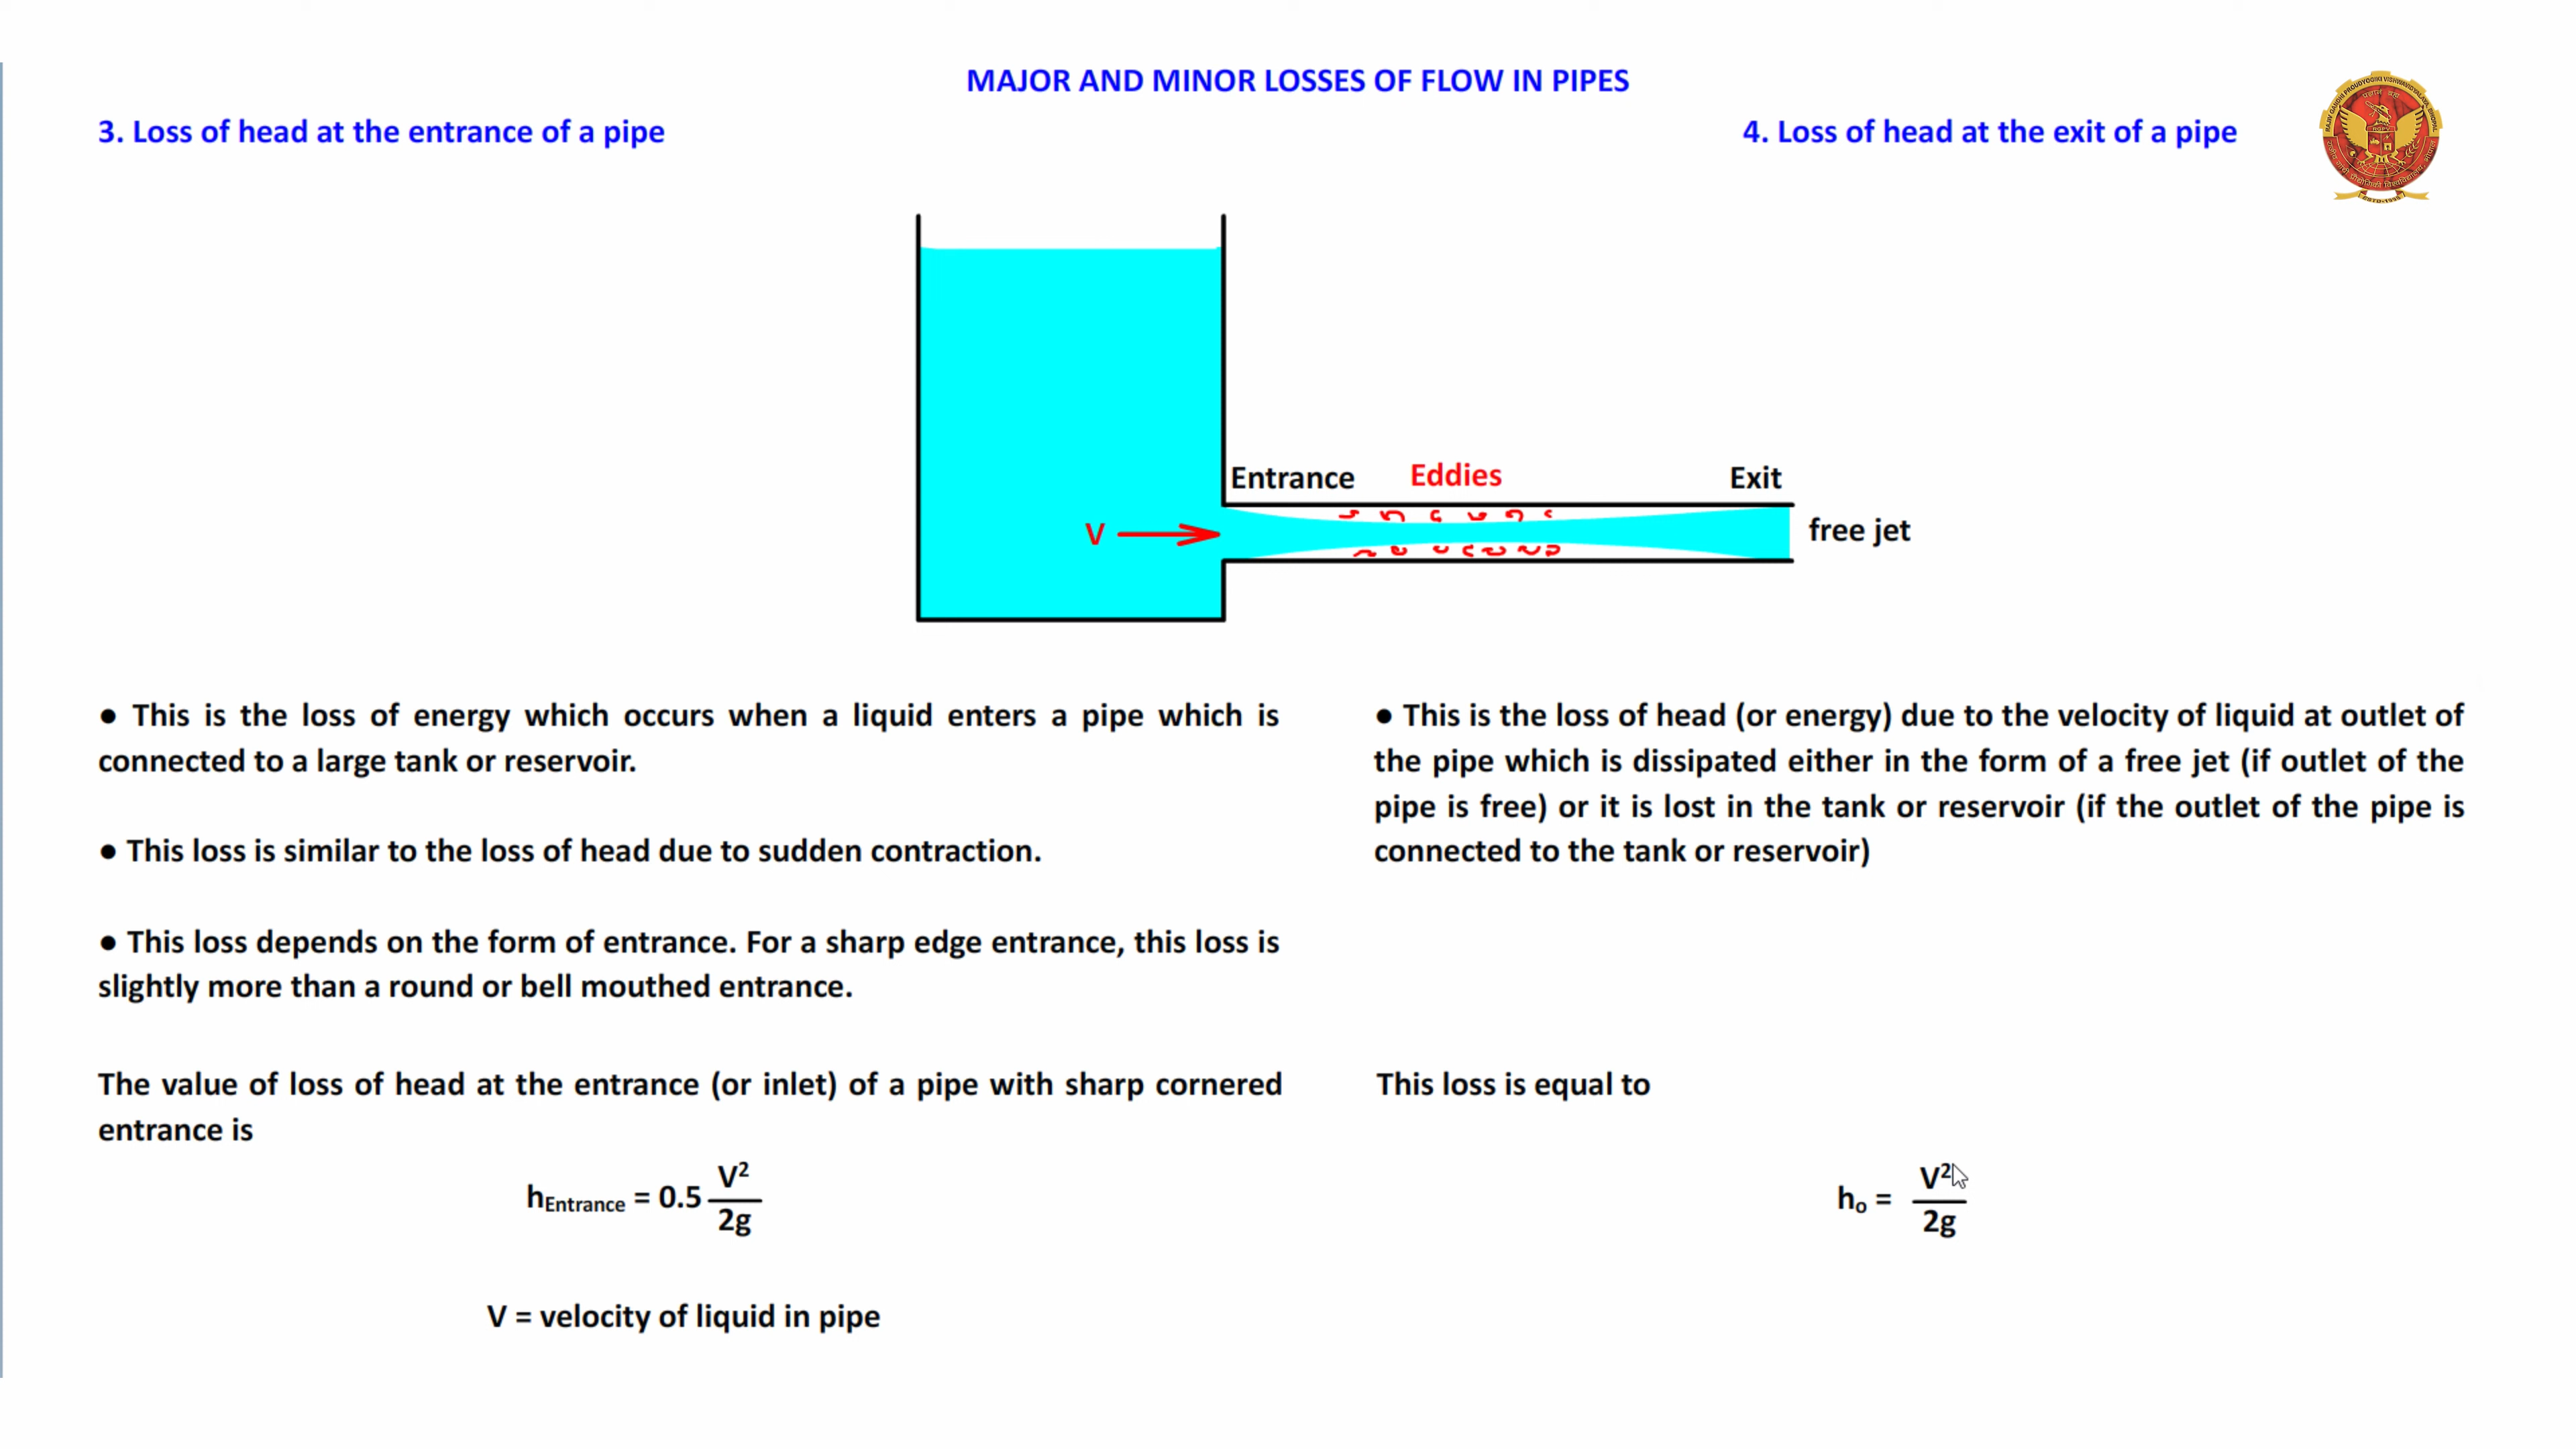 MAJOR AND MINOR LOSSES OF FLOW IN PIPES
3. Loss of head at the entrance of a pipe
4. Loss of head at the exit of a pipe
Entrance
Eddies
Exit
V
free jet
● This is the loss of energy which occurs when a liquid enters a pipe which is
connected to a large tank or reservoir.
● This loss is similar to the loss of head due to sudden contraction.
● This loss depends on the form of entrance. For a sharp edge entrance, this loss is
slightly more than a round or bell mouthed entrance.
The value of loss of head at the entrance (or inlet) of a pipe with sharp cornered
entrance is
h_Entrance = 0.5 V²/2g
V = velocity of liquid in pipe
● This is the loss of head (or energy) due to the velocity of liquid at outlet of
the pipe which is dissipated either in the form of a free jet (if outlet of the
pipe is free) or it is lost in the tank or reservoir (if the outlet of the pipe is
connected to the tank or reservoir)
This loss is equal to
h_o = V²/2g